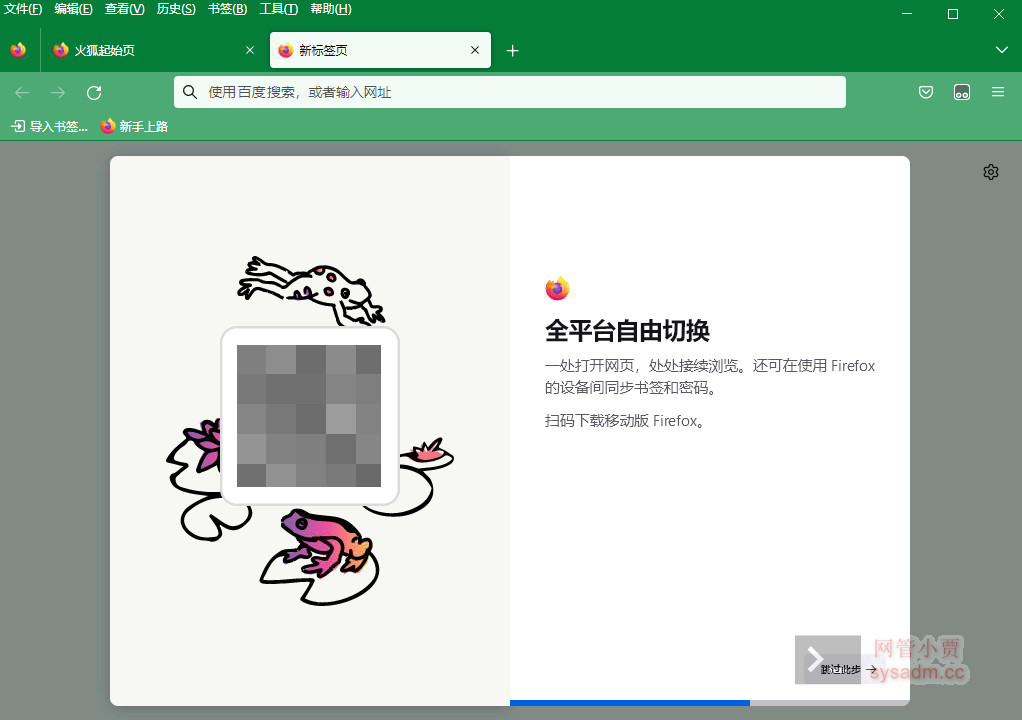 文件(F) 编辑(E) 查看(V) 历史(S) 书签(B) 工具(T) 帮助(H)
火狐起始页 新标签页
使用百度搜索，或者输入网址
导入书签... 新手上路
全平台自由切换
一处打开网页，处处接续浏览。还可在使用 Firefox
的设备间同步书签和密码。
扫码下载移动版 Firefox。
网管小贾
跳过此步
sysadm.cc